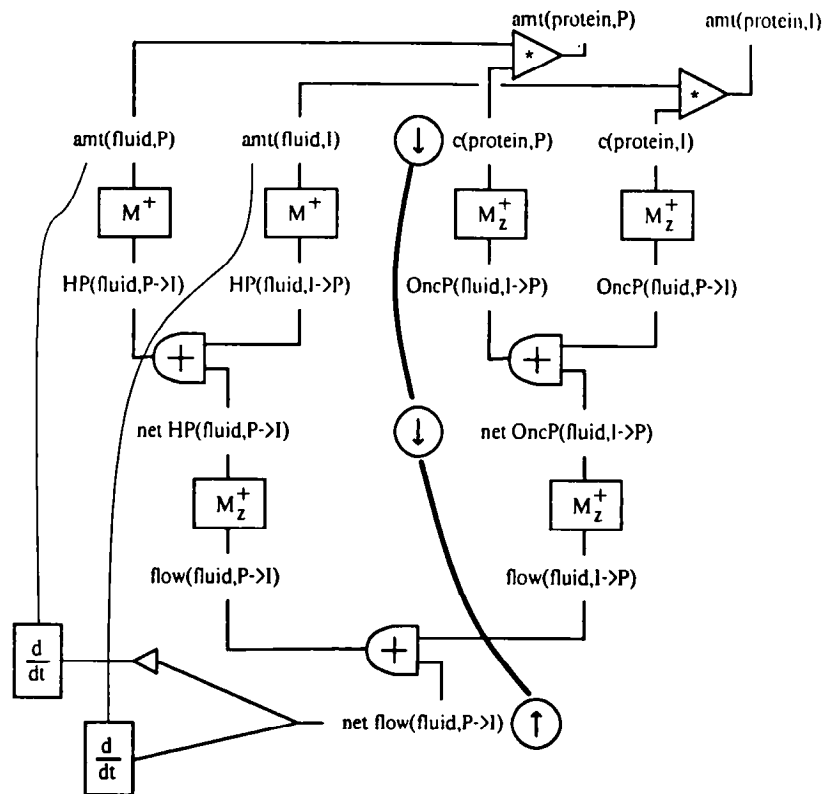 amt(protein,P) amt(protein,I)
* *
amt(fluid,P) amt(fluid,I) ↓ c(protein,P) c(protein,I)
M+ M+ M+z M+z
HP(fluid,P->I) HP(fluid,I->P) OncP(fluid,I->P) OncP(fluid,P->I)
+ +
net HP(fluid,P->I) ↓ net OncP(fluid,I->P)
M+z M+z
flow(fluid,P->I) flow(fluid,I->P)
d/dt +
d/dt net flow(fluid,P->I) ↑